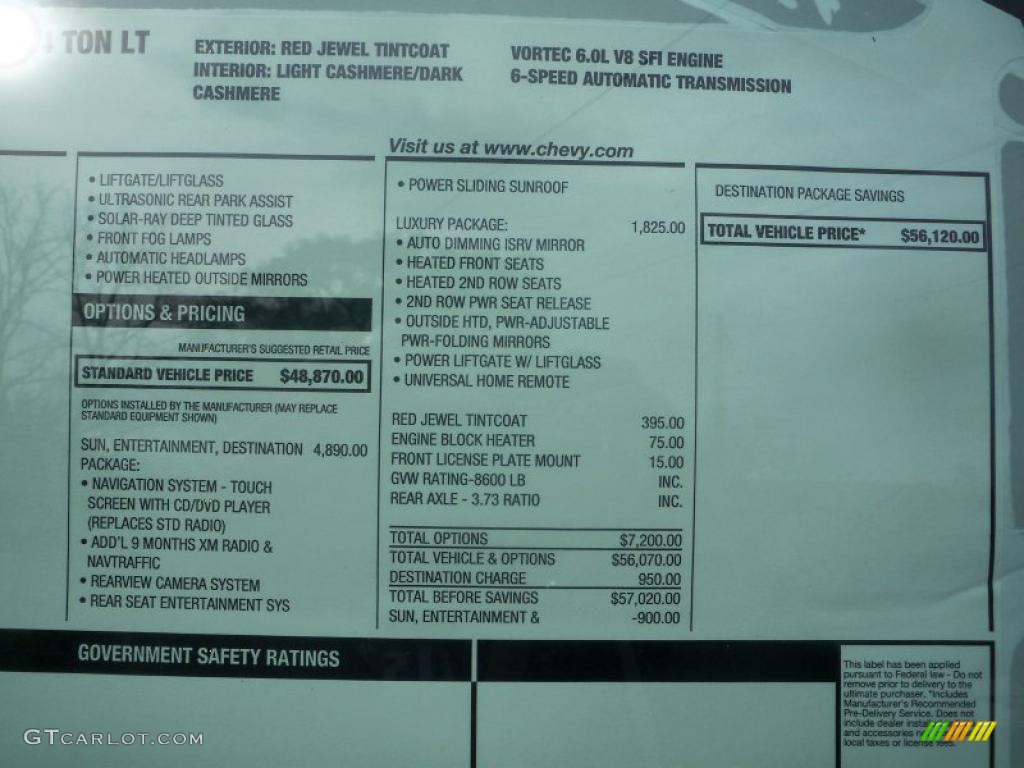 TON LT
EXTERIOR: RED JEWEL TINTCOAT
INTERIOR: LIGHT CASHMERE/DARK
CASHMERE
VORTEC 6.0L V8 SFI ENGINE
6-SPEED AUTOMATIC TRANSMISSION
Visit us at www.chevy.com
• LIFTGATE/LIFTGLASS
• ULTRASONIC REAR PARK ASSIST
• SOLAR-RAY DEEP TINTED GLASS
• FRONT FOG LAMPS
• AUTOMATIC HEADLAMPS
• POWER HEATED OUTSIDE MIRRORS
OPTIONS & PRICING
MANUFACTURER'S SUGGESTED RETAIL PRICE
STANDARD VEHICLE PRICE $48,870.00
OPTIONS INSTALLED BY THE MANUFACTURER (MAY REPLACE
STANDARD EQUIPMENT SHOWN)
SUN, ENTERTAINMENT, DESTINATION 4,890.00
PACKAGE:
• NAVIGATION SYSTEM - TOUCH
SCREEN WITH CD/DVD PLAYER
(REPLACES STD RADIO)
• ADD'L 9 MONTHS XM RADIO &
NAVTRAFFIC
• REARVIEW CAMERA SYSTEM
• REAR SEAT ENTERTAINMENT SYS
• POWER SLIDING SUNROOF
LUXURY PACKAGE: 1,825.00
• AUTO DIMMING ISRV MIRROR
• HEATED FRONT SEATS
• HEATED 2ND ROW SEATS
• 2ND ROW PWR SEAT RELEASE
• OUTSIDE HTD, PWR-ADJUSTABLE
PWR-FOLDING MIRRORS
• POWER LIFTGATE W/ LIFTGLASS
• UNIVERSAL HOME REMOTE
RED JEWEL TINTCOAT 395.00
ENGINE BLOCK HEATER 75.00
FRONT LICENSE PLATE MOUNT 15.00
GVW RATING-8600 LB INC.
REAR AXLE - 3.73 RATIO INC.
TOTAL OPTIONS $7,200.00
TOTAL VEHICLE & OPTIONS $56,070.00
DESTINATION CHARGE 950.00
TOTAL BEFORE SAVINGS $57,020.00
SUN, ENTERTAINMENT & -900.00
DESTINATION PACKAGE SAVINGS
TOTAL VEHICLE PRICE* $56,120.00
GOVERNMENT SAFETY RATINGS
This label has been applied
pursuant to Federal law - Do not
remove prior to delivery to the
ultimate purchaser. *Includes
Manufacturer's Recommended
Pre-Delivery Service. Does not
include dealer
and accessories
local taxes or license fees.
GTCARLOT.COM